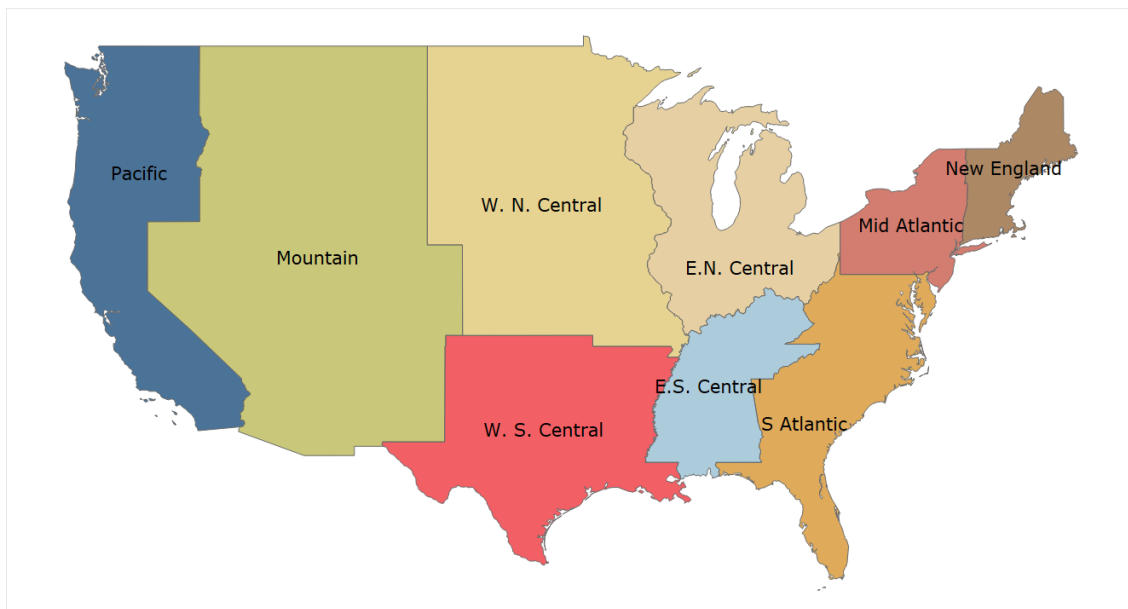 Pacific
Mountain
W. N. Central
E.N. Central
Mid Atlantic
New England
W. S. Central
E.S. Central
S Atlantic